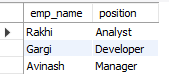 emp_name position
Rakhi Analyst
Gargi Developer
Avinash Manager